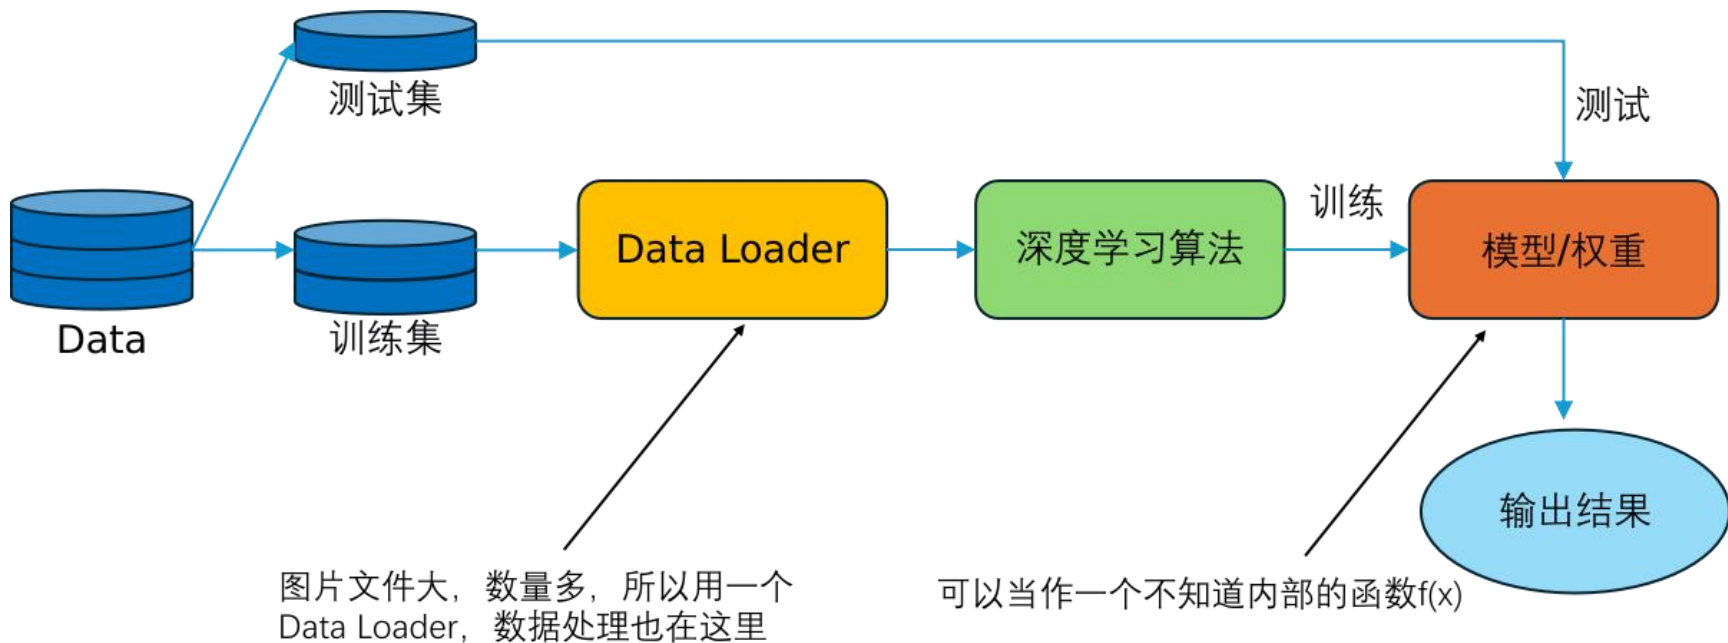 测试集
测试
Data
训练集
Data Loader
深度学习算法
训练
模型/权重
输出结果
图片文件大，数量多，所以用一个
Data Loader，数据处理也在这里
可以当作一个不知道内部的函数f(x)